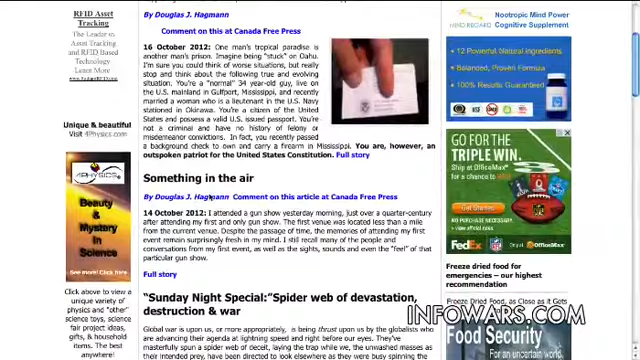 RFID Asset
Tracking
The Leader in
Asset Tracking
and RFID Based
Technology
Learn More
Unique & beautiful
Visit 4Physics.com
4PHYSICS
Beauty
&
Mystery
in
Science
See more! Click here
Click above to view a
unique variety of
physics and "other"
science toys, science
fair project ideas,
gifts, & household
items. The best
anywhere!
By Douglas J. Hagmann
Comment on this at Canada Free Press
16 October 2012: One man's tropical paradise is
another man's prison. Imagine being "stuck" on Oahu.
I'm sure you could think of worse situations, but really
stop and think about the following true and evolving
situation. You're a "normal" 34 year-old guy, live on
the U.S. mainland in Gulfport, Mississippi, and recently
married a woman who is a lieutenant in the U.S. Navy
stationed in Okinawa. You're a citizen of the United
States and possess a valid U.S. issued passport. You're
not a criminal and have no history of felony or
misdemeanor convictions. In fact, you recently passed
a background check to own and carry a firearm in Mississippi. You are, however, an
outspoken patriot for the United States Constitution. Full story
Something in the air
By Douglas J. Hagmann Comment on this article at Canada Free Press
14 October 2012: I attended a gun show yesterday morning, just over a quarter-century
after attending my first and only gun show. The first venue was located less than a mile
from the current venue. Despite the passage of time, the memories of attending my first
event remain surprisingly fresh in my mind. I still recall many of the people and
conversations from my first event, as well as the sights, sounds and even the "feel" of that
particular gun show.
Full story
"Sunday Night Special:"Spider web of devastation,
destruction & war
Global war is upon us, or more appropriately, is being thrust upon us by the globalists who
are advancing their agenda at lightning speed and right before our eyes. They've
masterfully spun a spider web of deceit, laying the trap while we, the unwashed masses as
their intended prey, have been directed to look elsewhere as they were busy spinning the
MIND REGARD
Nootropic Mind Power
Cognitive Supplement
12 Powerful Natural Ingredients
Balanced, Proven Formula
100% Results Guaranteed
GO FOR THE
TRIPLE WIN.
Ship at OfficeMax
for a chance to win
Get Started
NO PURCHASE NECESSARY.
FedEx
OfficeMax
Freeze dried food for
emergencies – our highest
recommendation
Freeze Dried Food, as Close as It Gets
Food Security
INFOWARS.COM